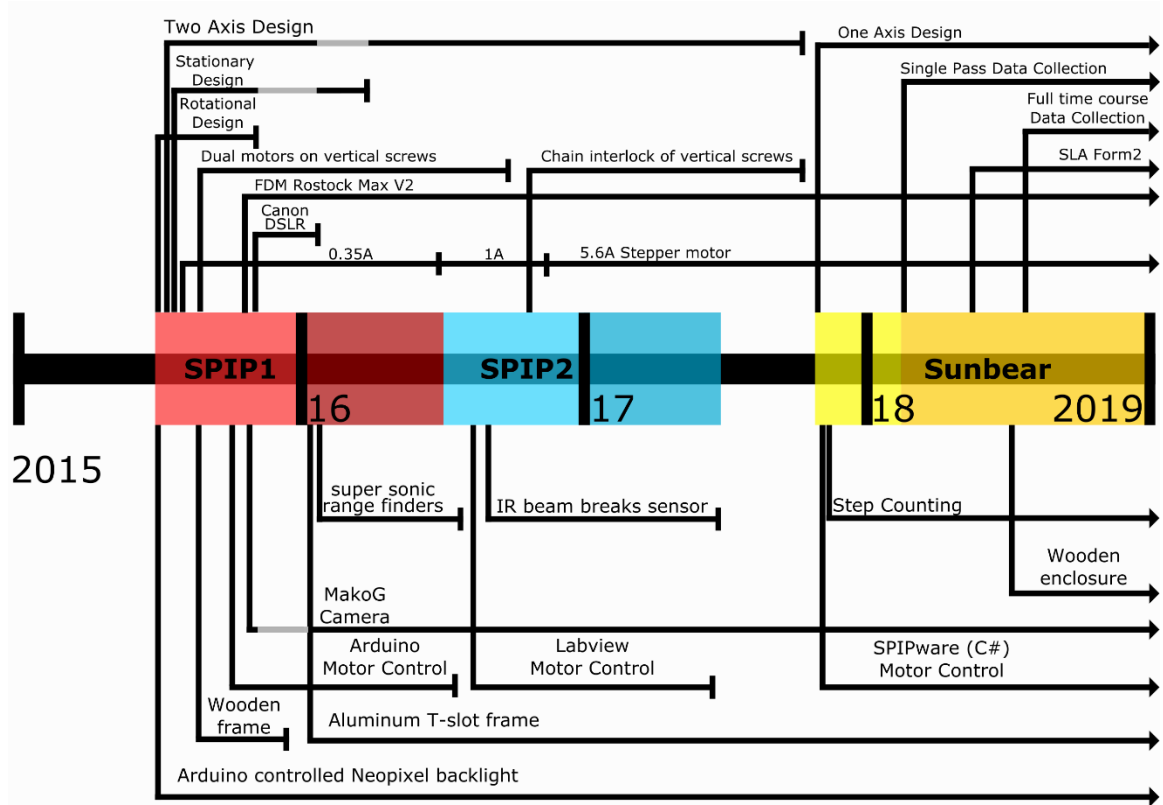 Two Axis Design
One Axis Design
Stationary
Design
Single Pass Data Collection
Rotational
Design
Full time course
Data Collection
Dual motors on vertical screws
Chain interlock of vertical screws
SLA Form2
FDM Rostock Max V2
Canon
DSLR
0.35A
1A
5.6A Stepper motor
SPIP1
SPIP2
Sunbear
16
17
18
2019
2015
super sonic
range finders
IR beam breaks sensor
Step Counting
Wooden
enclosure
MakoG
Camera
Arduino
Motor Control
Labview
Motor Control
SPIPware (C#)
Motor Control
Wooden
frame
Aluminum T-slot frame
Arduino controlled Neopixel backlight